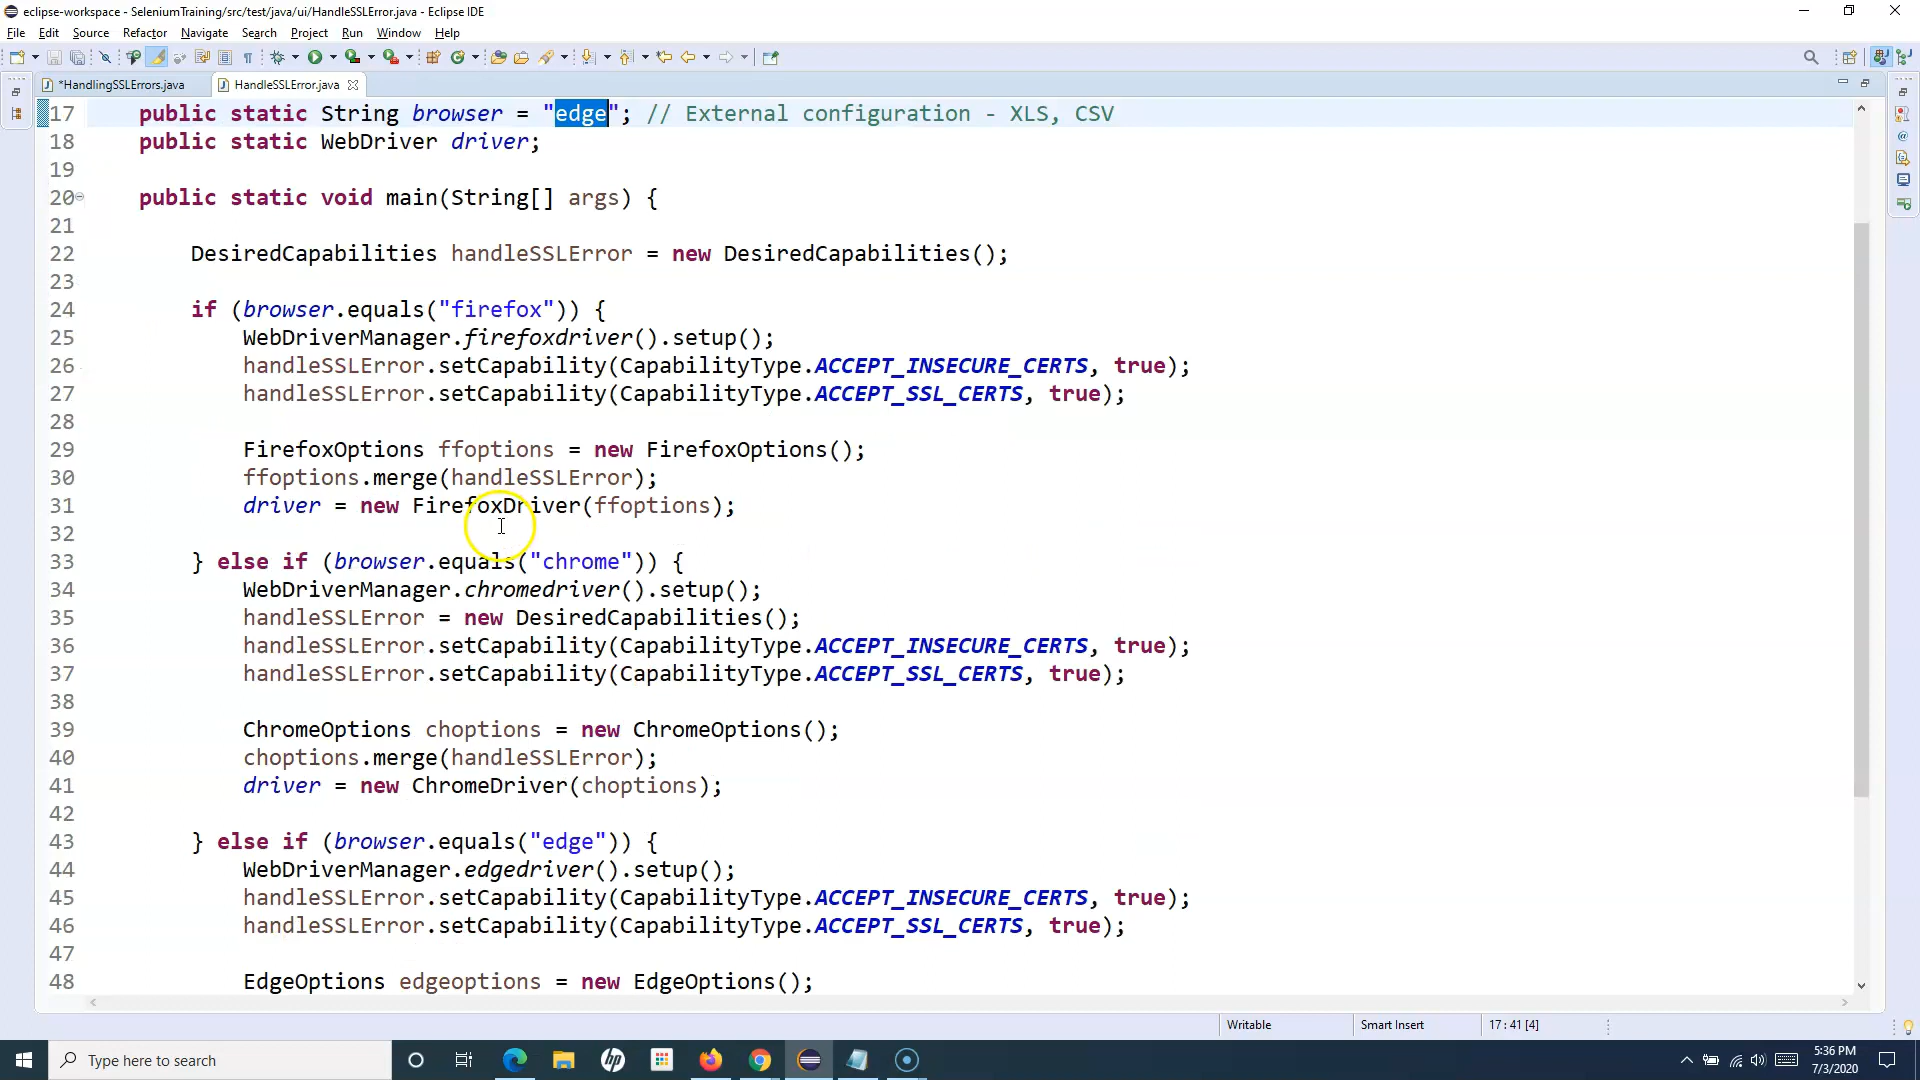 eclipse-workspace - SeleniumTraining/src/test/java/ui/HandleSSLError.java - Eclipse IDE
File Edit Source Refactor Navigate Search Project Run Window Help
*HandlingSSLErrors.java HandleSSLError.java
17 public static String browser = "edge"; // External configuration - XLS, CSV
18 public static WebDriver driver;
19
20 public static void main(String[] args) {
21
22 DesiredCapabilities handleSSLError = new DesiredCapabilities();
23
24 if (browser.equals("firefox")) {
25 WebDriverManager.firefoxdriver().setup();
26 handleSSLError.setCapability(CapabilityType.ACCEPT_INSECURE_CERTS, true);
27 handleSSLError.setCapability(CapabilityType.ACCEPT_SSL_CERTS, true);
28
29 FirefoxOptions ffoptions = new FirefoxOptions();
30 ffoptions.merge(handleSSLError);
31 driver = new FirefoxDriver(ffoptions);
32
33 } else if (browser.equals("chrome")) {
34 WebDriverManager.chromedriver().setup();
35 handleSSLError = new DesiredCapabilities();
36 handleSSLError.setCapability(CapabilityType.ACCEPT_INSECURE_CERTS, true);
37 handleSSLError.setCapability(CapabilityType.ACCEPT_SSL_CERTS, true);
38
39 ChromeOptions choptions = new ChromeOptions();
40 choptions.merge(handleSSLError);
41 driver = new ChromeDriver(choptions);
42
43 } else if (browser.equals("edge")) {
44 WebDriverManager.edgedriver().setup();
45 handleSSLError.setCapability(CapabilityType.ACCEPT_INSECURE_CERTS, true);
46 handleSSLError.setCapability(CapabilityType.ACCEPT_SSL_CERTS, true);
47
48 EdgeOptions edgeoptions = new EdgeOptions();
Writable Smart Insert 17 : 41 [4]
Type here to search
5:36 PM
7/3/2020